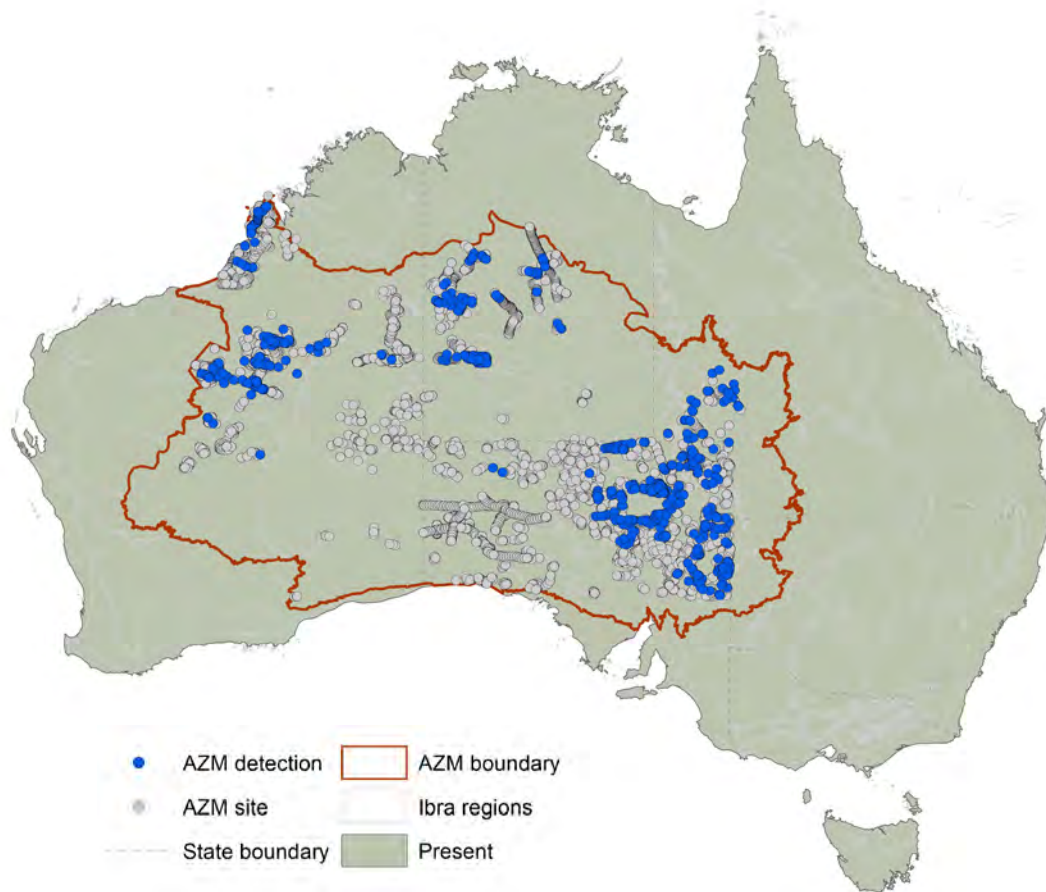 AZM detection
AZM boundary
AZM site
Ibra regions
State boundary
Present